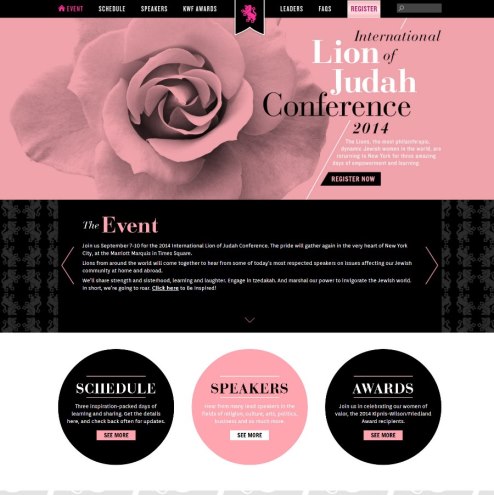 EVENT SCHEDULE SPEAKERS KWF AWARDS LEADERS FAQS REGISTER
International
Lion of
Judah
Conference
2014
The Lions, the most philanthropic,
dynamic Jewish women in the world, are
returning to New York for three amazing
days of empowerment and learning.
REGISTER NOW
The Event
Join us September 7-10 for the 2014 International Lion of Judah Conference. The pride will gather again in the very heart of New York
City, at the Marriott Marquis in Times Square.
Lions from around the world will come together to hear from some of today's most respected speakers on issues affecting our Jewish
community at home and abroad.
We'll share strength and sisterhood, learning and laughter. Engage in tzedakah. And marshal our power to invigorate the Jewish world.
In short, we're going to roar. Click here to Be Inspired!
SCHEDULE
Three inspiration-packed days of
learning and sharing. Get the details
here, and check back often for updates.
SEE MORE
SPEAKERS
Hear from many lead speakers in the
fields of religion, culture, arts, politics,
business and so much more.
SEE MORE
AWARDS
Join us in celebrating our women of
valor, the 2014 Kipnis-Wilson/Friedland
Award recipients.
SEE MORE